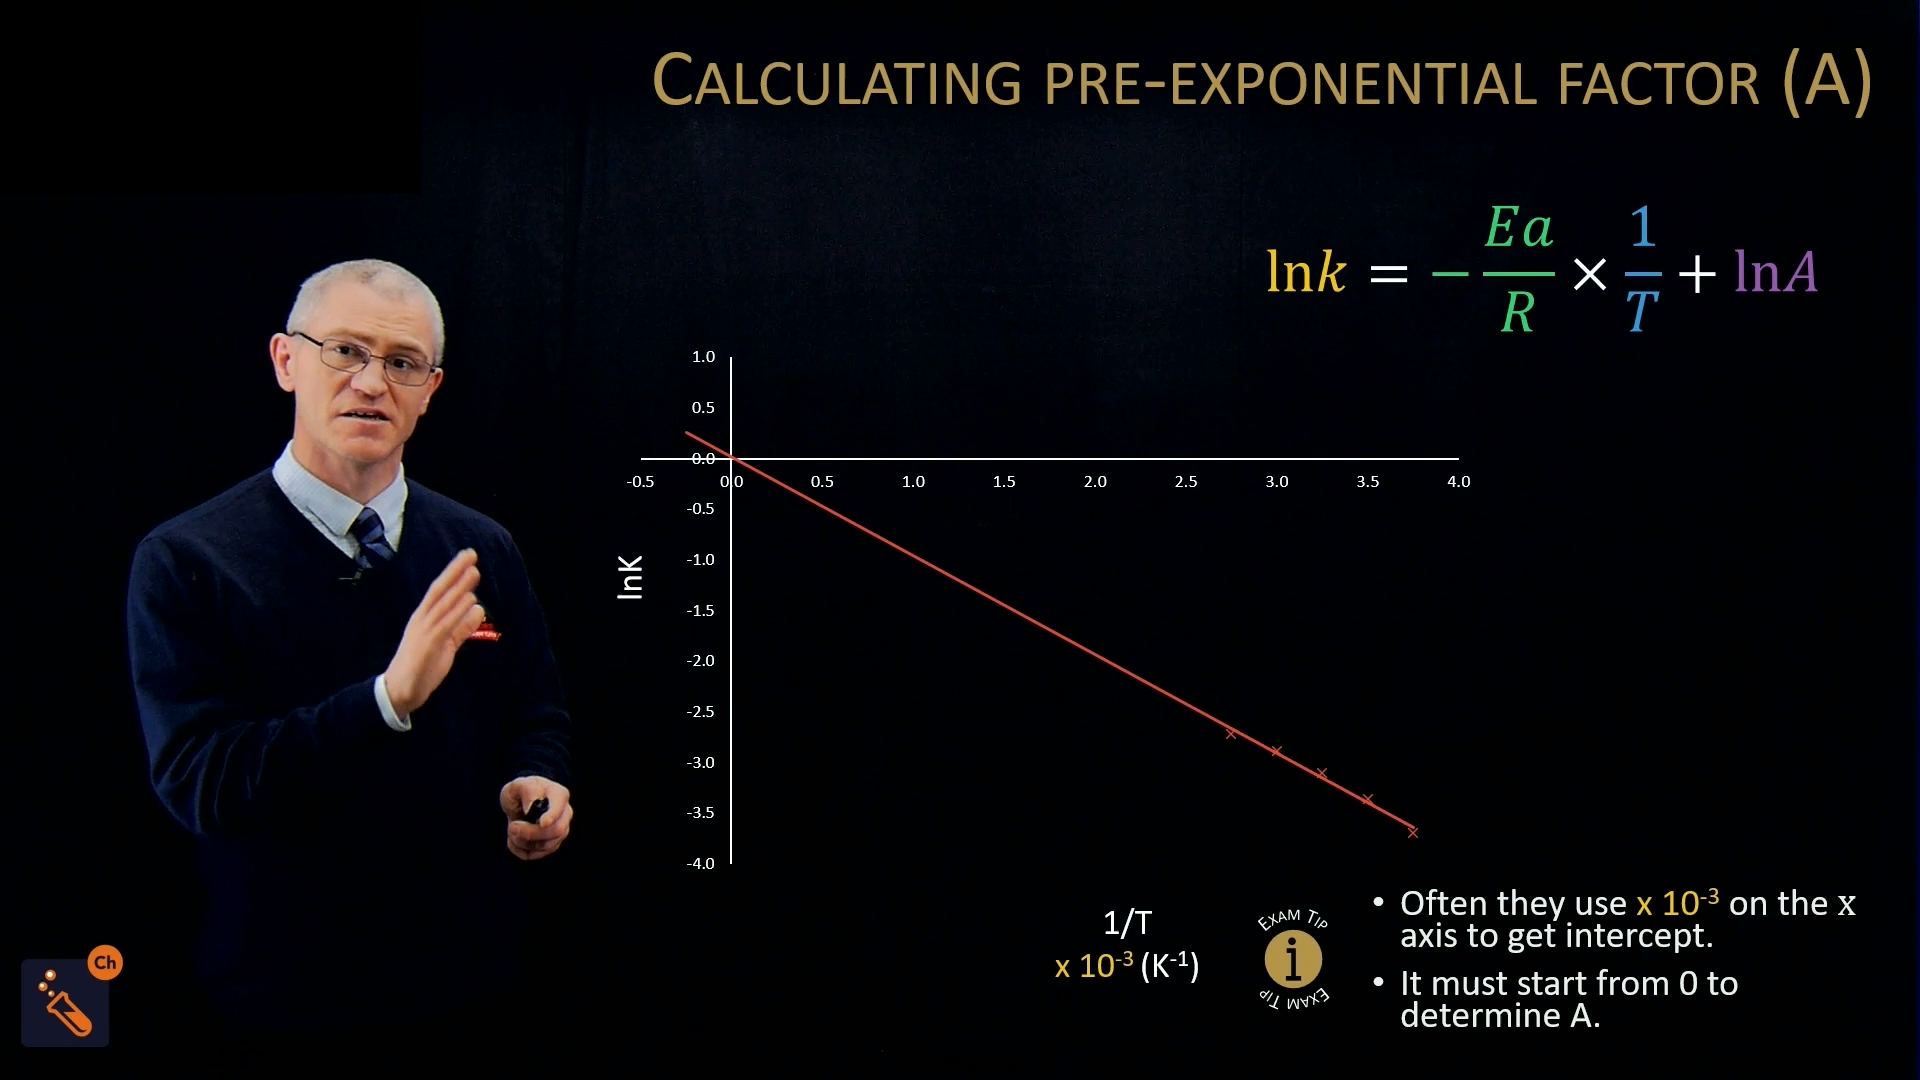 CALCULATING PRE-EXPONENTIAL FACTOR (A)
lnk = − Ea/R × 1/T + lnA
1.0
0.5
0.0
-0.5 0.0 0.5 1.0 1.5 2.0 2.5 3.0 3.5 4.0
-0.5
-1.0
-1.5
-2.0
-2.5
-3.0
-3.5
-4.0
lnK
1/T
x 10⁻³ (K⁻¹)
EXAM TIP
i
EXAM TIP
• Often they use x 10⁻³ on the x
axis to get intercept.
• It must start from 0 to
determine A.
Ch